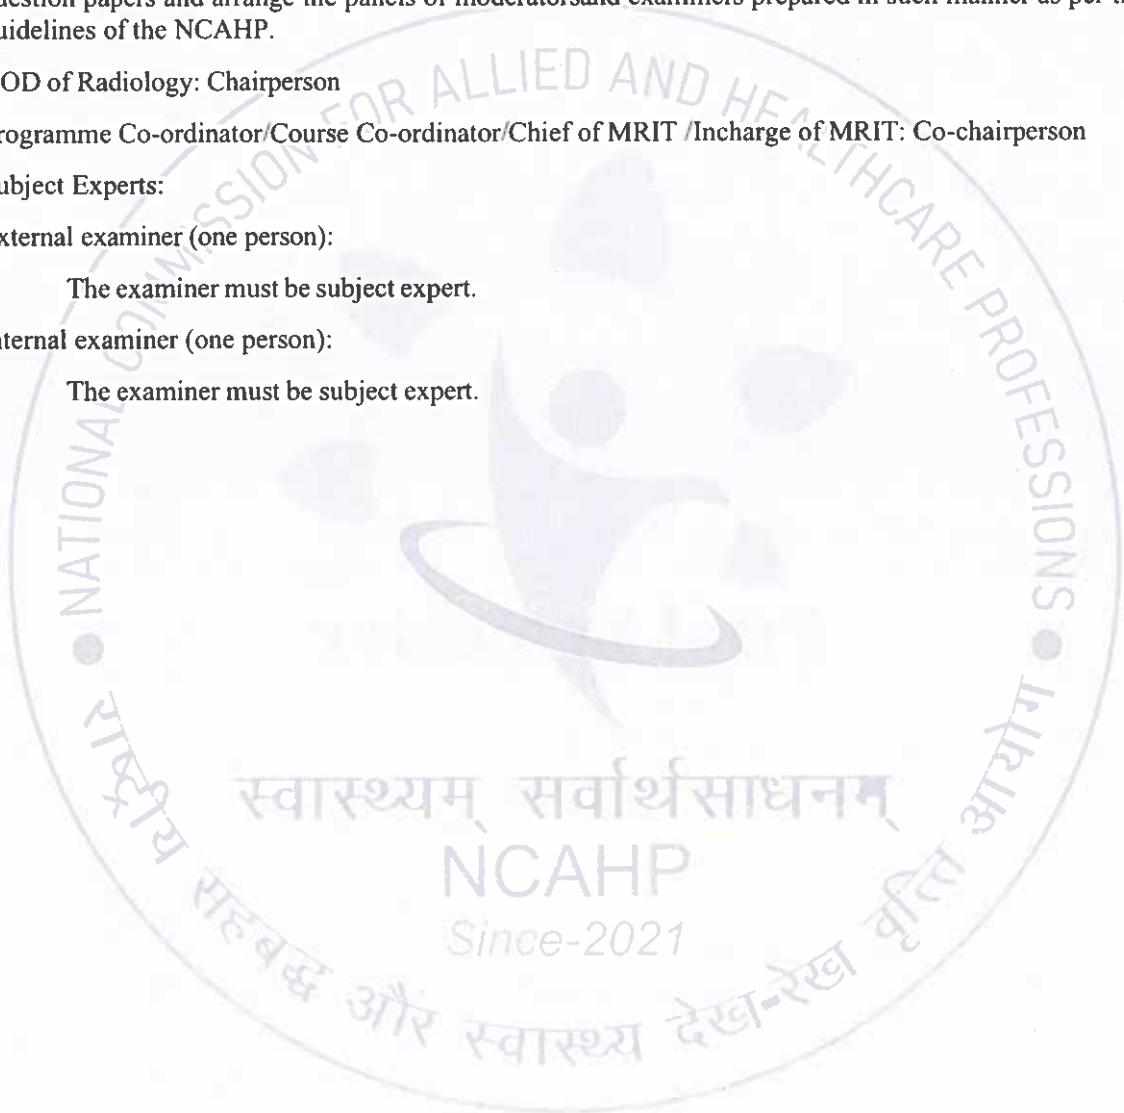 uestion papers and arrange the panels of moderatorsand examiners prepared in such manner as per
uidelines of the NCAHP.
OD of Radiology: Chairperson
rogramme Co-ordinator/Course Co-ordinator/Chief of MRIT /Incharge of MRIT: Co-chairperson
ubject Experts:
xternal examiner (one person):
The examiner must be subject expert.
nternal examiner (one person):
The examiner must be subject expert.
NATIONAL COMMISSION FOR ALLIED AND HEALTHCARE PROFESSIONS
स्वास्थ्यम् सर्वार्थसाधनम्
NCAHP
Since-2021
राष्ट्रीय सहबद्ध और स्वास्थ्य देख-रेख वृत्ति आयोग